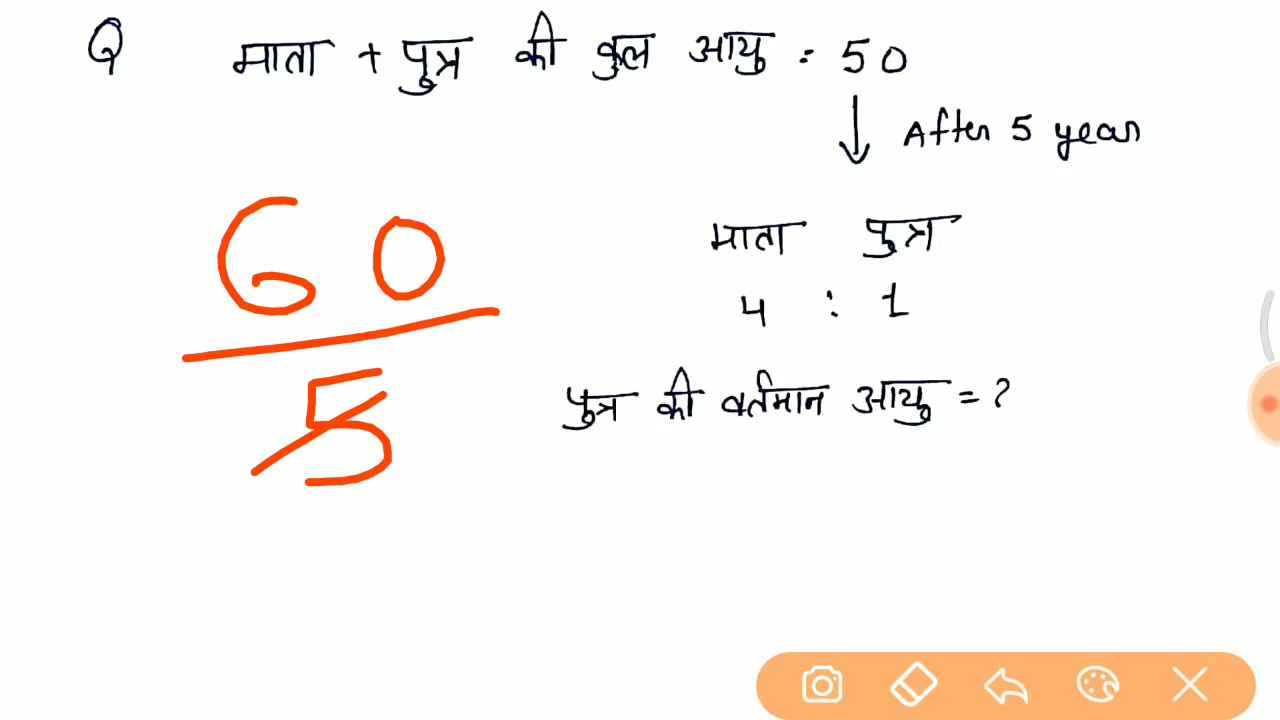 Q माता + पुत्र की कुल आयु = 50
After 5 year
माता पुत्र
4 : 1
पुत्र की वर्तमान आयु = ?
60
5